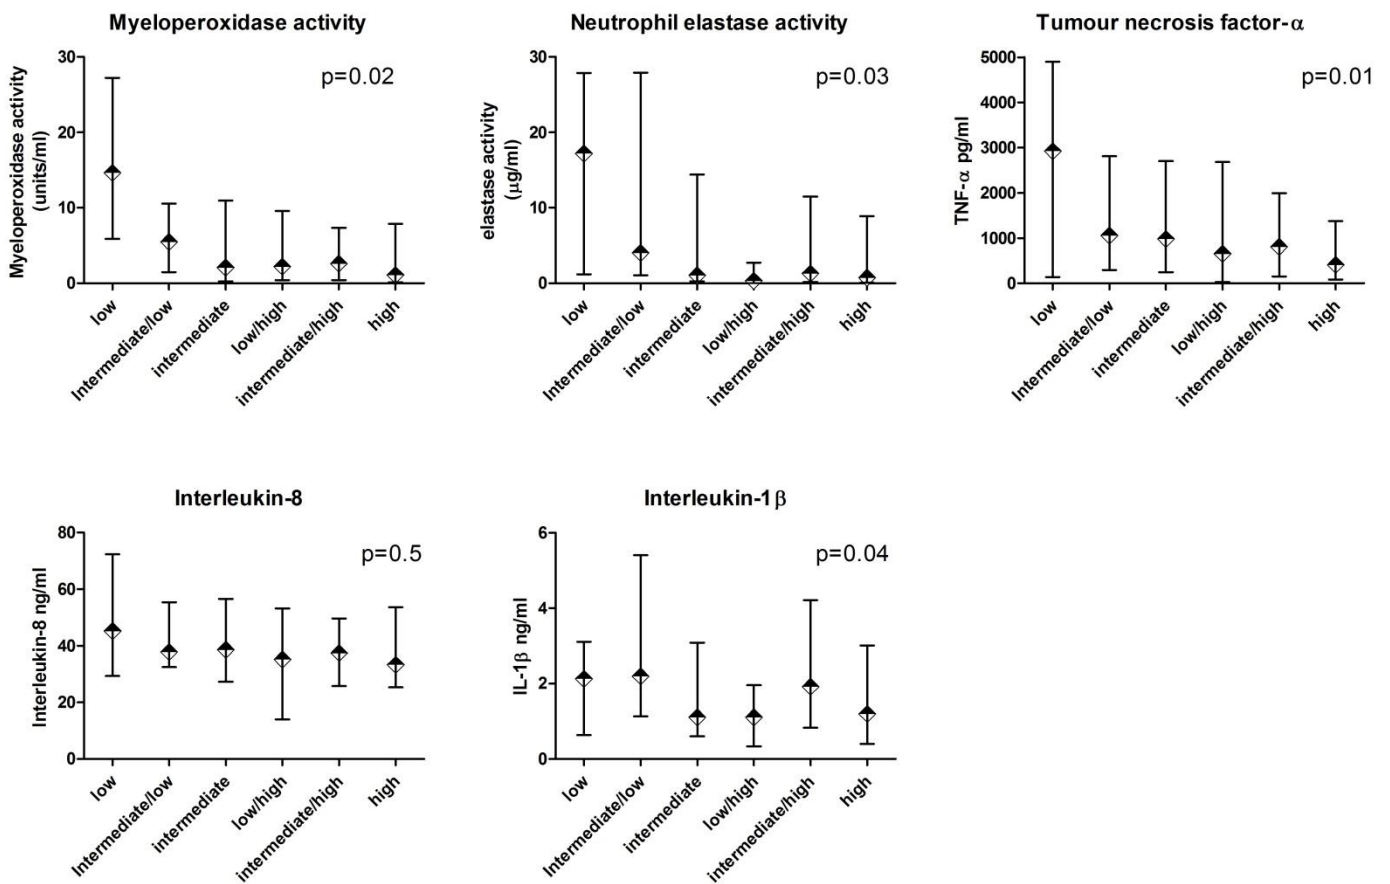 Myeloperoxidase activity
Myeloperoxidase activity
(units/ml)
30
20
10
0
p=0.02
low
Intermediate/low
intermediate
low/high
intermediate/high
high
Neutrophil elastase activity
elastase activity
(µg/ml)
30
20
10
0
p=0.03
low
Intermediate/low
intermediate
low/high
intermediate/high
high
Tumour necrosis factor-α
TNF-α pg/ml
5000
4000
3000
2000
1000
0
p=0.01
low
Intermediate/low
intermediate
low/high
intermediate/high
high
Interleukin-8
Interleukin-8 ng/ml
80
60
40
20
0
p=0.5
low
Intermediate/low
intermediate
low/high
intermediate/high
high
Interleukin-1β
IL-1β ng/ml
6
4
2
0
p=0.04
low
Intermediate/low
intermediate
low/high
intermediate/high
high